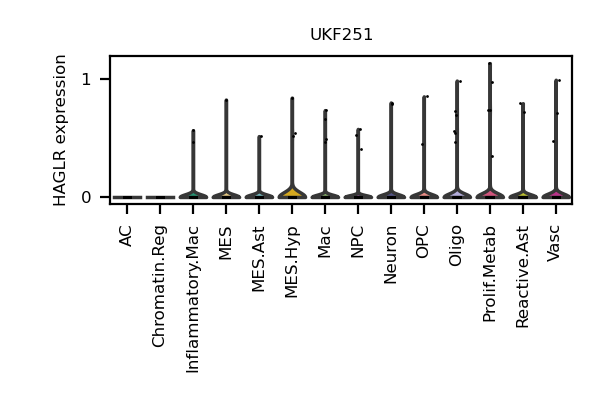 UKF251
HAGLR expression
1
0
AC
Chromatin.Reg
Inflammatory.Mac
MES
MES.Ast
MES.Hyp
Mac
NPC
Neuron
OPC
Oligo
Prolif.Metab
Reactive.Ast
Vasc